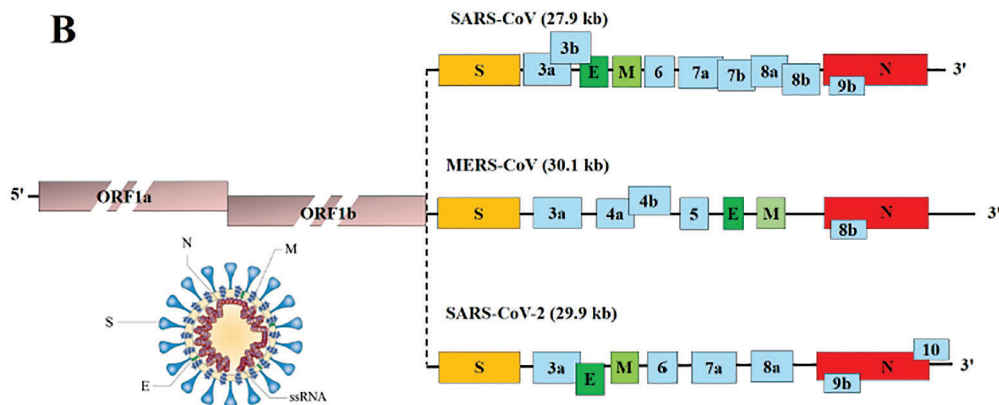 B
SARS-CoV (27.9 kb)
S 3a 3b E M 6 7a 7b 8a 8b 9b N 3'
MERS-CoV (30.1 kb)
5' ORF1a ORF1b
S 3a 4a 4b 5 E M 8b N 3'
SARS-CoV-2 (29.9 kb)
S 3a E M 6 7a 8a 9b N 10 3'
N M
S
E ssRNA